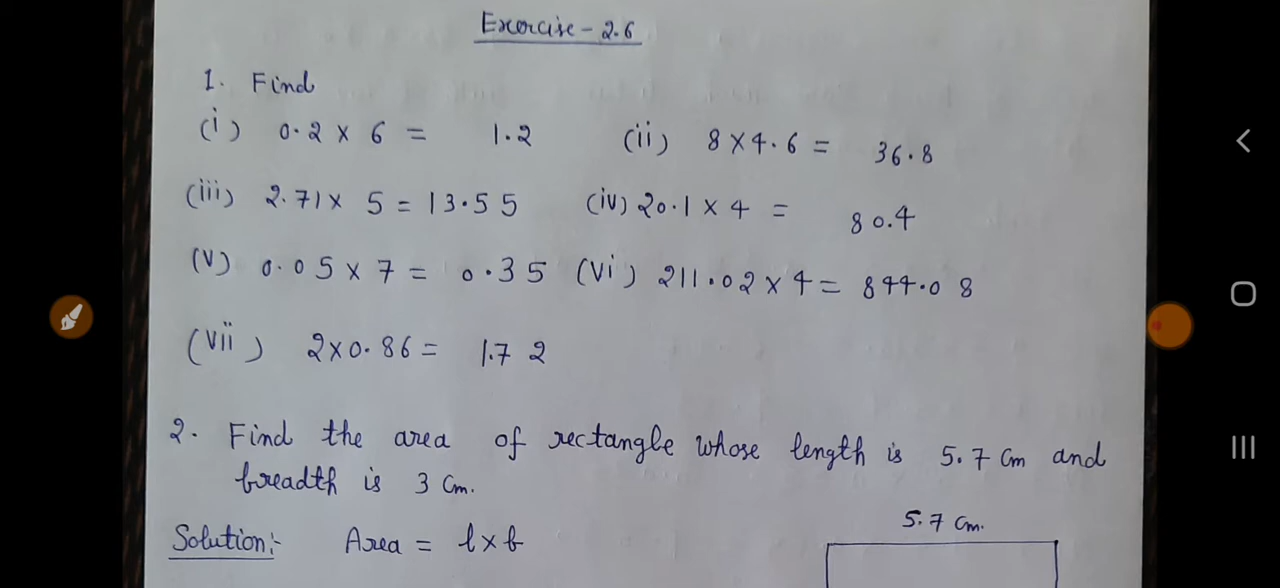 Exercise - 2.6
1. Find
(i) 0.2 × 6 = 1.2 (ii) 8 × 4.6 = 36.8
(iii) 2.71 × 5 = 13.55 (iv) 20.1 × 4 = 80.4
(v) 0.05 × 7 = 0.35 (vi) 211.02 × 4 = 844.08
(vii) 2 × 0.86 = 1.72
2. Find the area of rectangle whose length is 5.7 cm and
breadth is 3 cm.
5.7 cm.
Solution:- Area = l × b